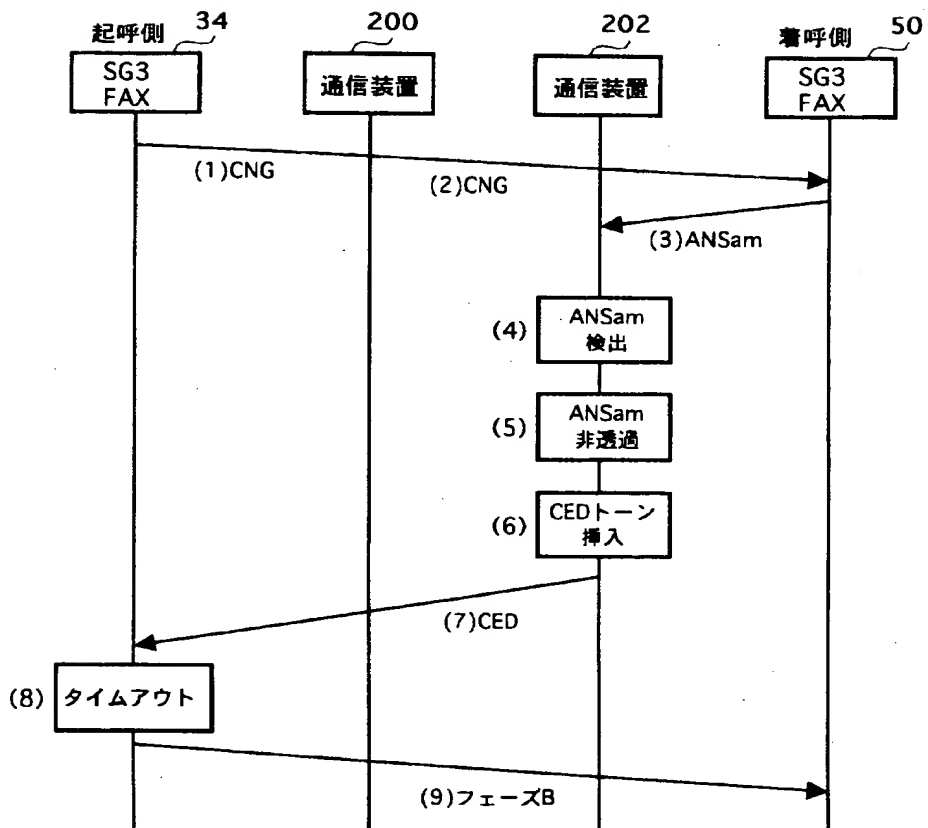 起呼側
34
SG3
FAX
200
通信装置
202
通信装置
着呼側
50
SG3
FAX
(1)CNG
(2)CNG
(3)ANSam
(4)
ANSam
検出
(5)
ANSam
非透過
(6)
CEDトーン
挿入
(7)CED
(8)
タイムアウト
(9)フェーズB